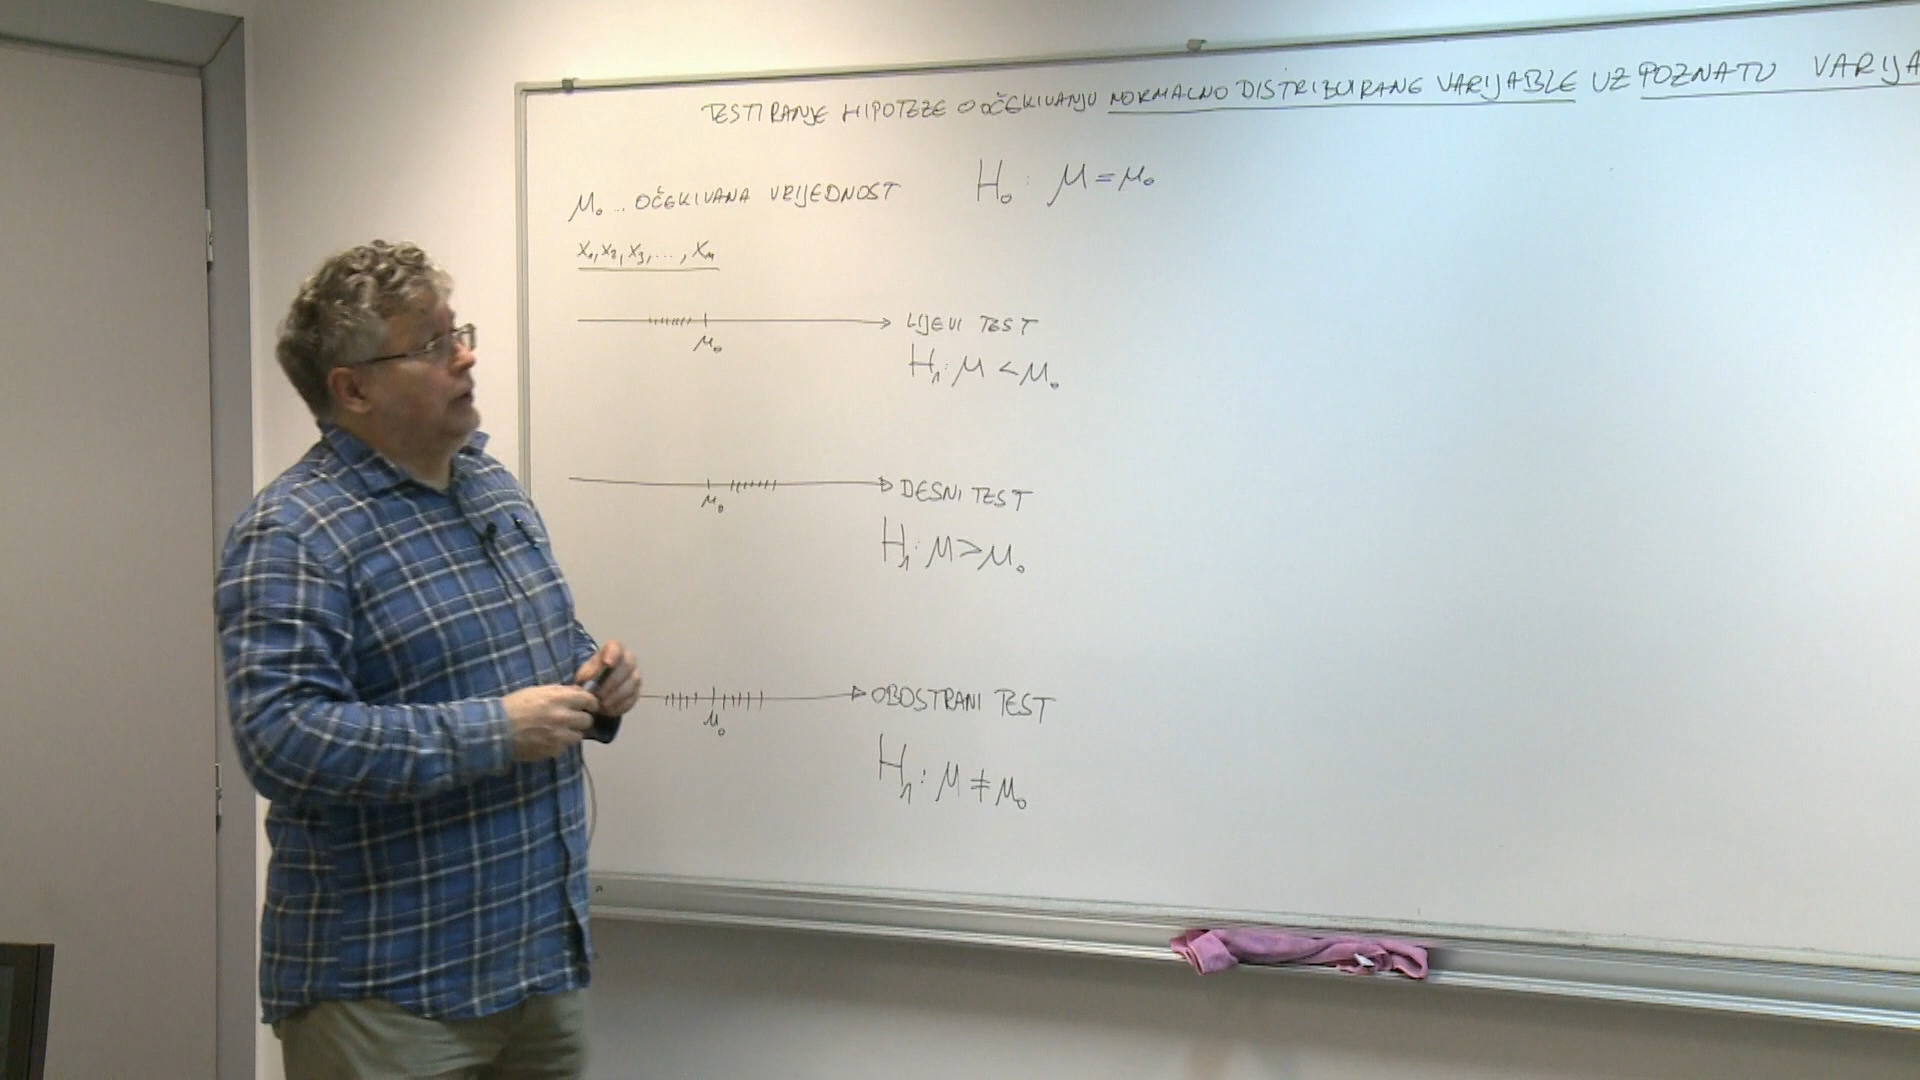 TESTIRANJE HIPOTEZE O OČEKIVANJU NORMALNO DISTRIBUIRANE VARIJABLE UZ POZNATU VARIJA
μ₀ ... OČEKIVANA VRIJEDNOST
H₀: μ = μ₀
x₁, x₂, x₃, ..., xₙ
μ₀
LIJEVI TEST
H₁: μ < μ₀
μ₀
DESNI TEST
H₁: μ > μ₀
μ₀
OBOSTRANI TEST
H₁: μ ≠ μ₀